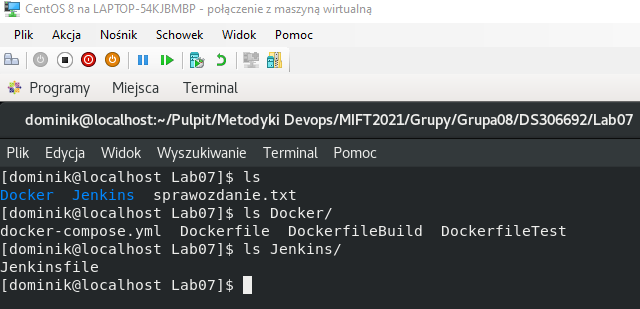 CentOS 8 na LAPTOP-54KJBMBP - połączenie z maszyną wirtualną
Plik Akcja Nośnik Schowek Widok Pomoc
Programy Miejsca Terminal
dominik@localhost:~/Pulpit/Metodyki Devops/MIFT2021/Grupy/Grupa08/DS306692/Lab07
Plik Edycja Widok Wyszukiwanie Terminal Pomoc
[dominik@localhost Lab07]$ ls
Docker Jenkins sprawozdanie.txt
[dominik@localhost Lab07]$ ls Docker/
docker-compose.yml Dockerfile DockerfileBuild DockerfileTest
[dominik@localhost Lab07]$ ls Jenkins/
Jenkinsfile
[dominik@localhost Lab07]$